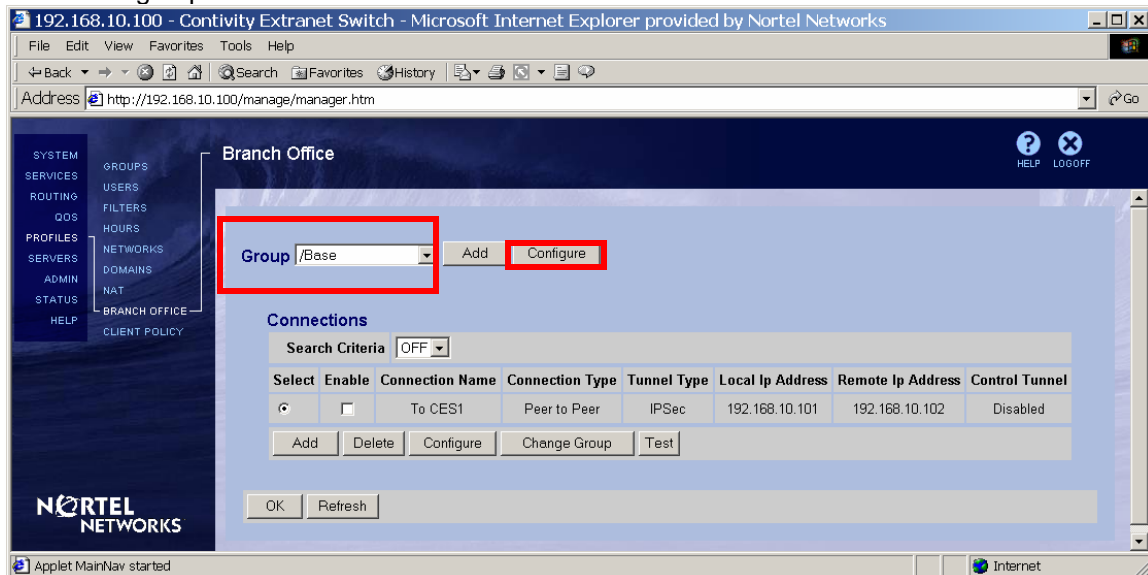 192.168.10.100 - Contivity Extranet Switch - Microsoft Internet Explorer provided by Nortel Networks
File Edit View Favorites Tools Help
Back Search Favorites History
Address http://192.168.10.100/manage/manager.htm Go
SYSTEM
SERVICES
ROUTING
QOS
PROFILES
SERVERS
ADMIN
STATUS
HELP
GROUPS
USERS
FILTERS
HOURS
NETWORKS
DOMAINS
NAT
BRANCH OFFICE
CLIENT POLICY
Branch Office
HELP LOGOFF
Group /Base Add Configure
Connections
Search Criteria OFF
Select Enable Connection Name Connection Type Tunnel Type Local Ip Address Remote Ip Address Control Tunnel
To CES1 Peer to Peer IPSec 192.168.10.101 192.168.10.102 Disabled
Add Delete Configure Change Group Test
OK Refresh
NORTEL
NETWORKS
Applet MainNav started Internet